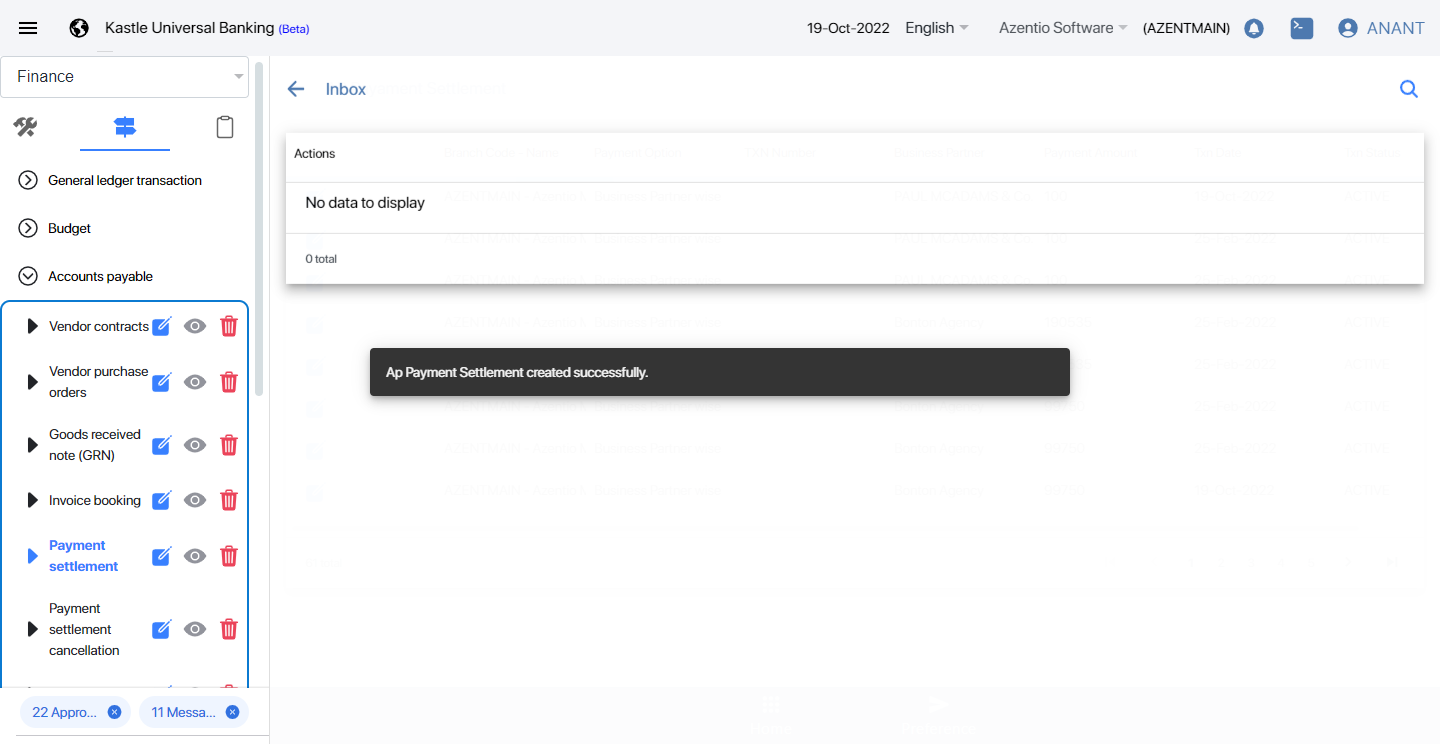 Kastle Universal Banking (Beta)
19-Oct-2022 English Azentio Software (AZENTMAIN) ANANT
Finance
Inbox
General ledger transaction
Budget
Accounts payable
Vendor contracts
Vendor purchase
orders
Goods received
note (GRN)
Invoice booking
Payment
settlement
Payment
settlement
cancellation
22 Appro...
11 Messa...
Actions
No data to display
0 total
Ap Payment Settlement created successfully.